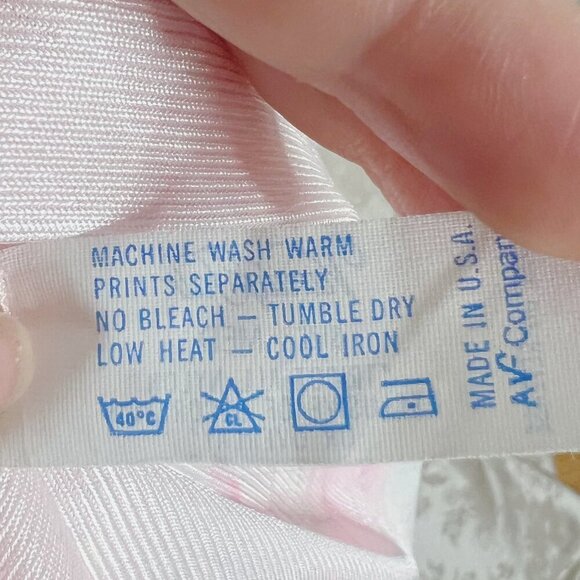 MACHINE WASH WARM
PRINTS SEPARATELY
NO BLEACH — TUMBLE DRY
LOW HEAT — COOL IRON
40°C
CL
MADE IN U.S.A.